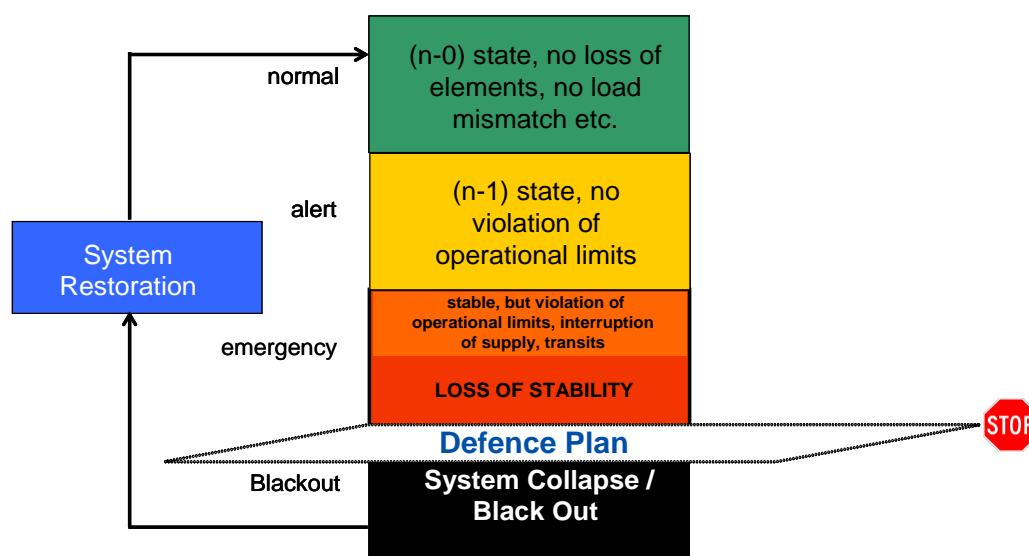 normal
(n-0) state, no loss of
elements, no load
mismatch etc.
alert
(n-1) state, no
violation of
operational limits
System
Restoration
stable, but violation of
operational limits, interruption
of supply, transits
emergency
LOSS OF STABILITY
STOP
Defence Plan
Blackout
System Collapse /
Black Out